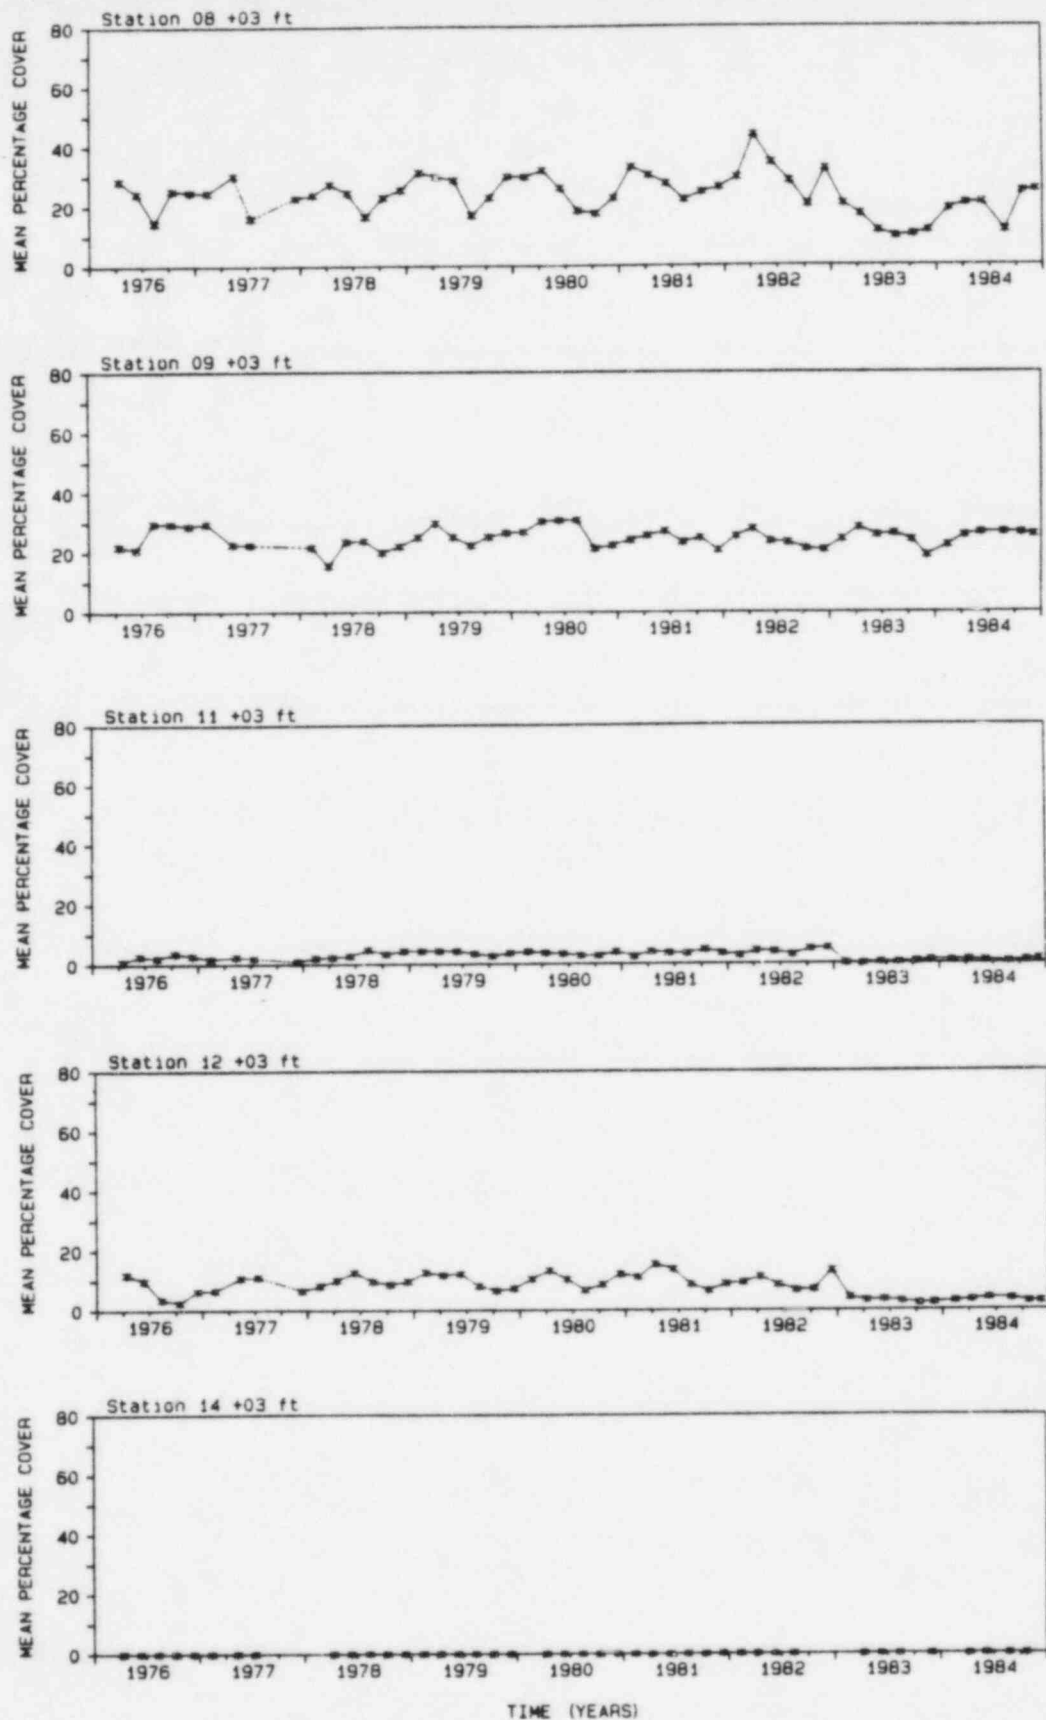 Station 08 +03 ft
MEAN PERCENTAGE COVER
80
60
40
20
0
1976 1977 1978 1979 1980 1981 1982 1983 1984
Station 09 +03 ft
MEAN PERCENTAGE COVER
80
60
40
20
0
1976 1977 1978 1979 1980 1981 1982 1983 1984
Station 11 +03 ft
MEAN PERCENTAGE COVER
80
60
40
20
0
1976 1977 1978 1979 1980 1981 1982 1983 1984
Station 12 +03 ft
MEAN PERCENTAGE COVER
80
60
40
20
0
1976 1977 1978 1979 1980 1981 1982 1983 1984
Station 14 +03 ft
MEAN PERCENTAGE COVER
80
60
40
20
0
1976 1977 1978 1979 1980 1981 1982 1983 1984
TIME (YEARS)